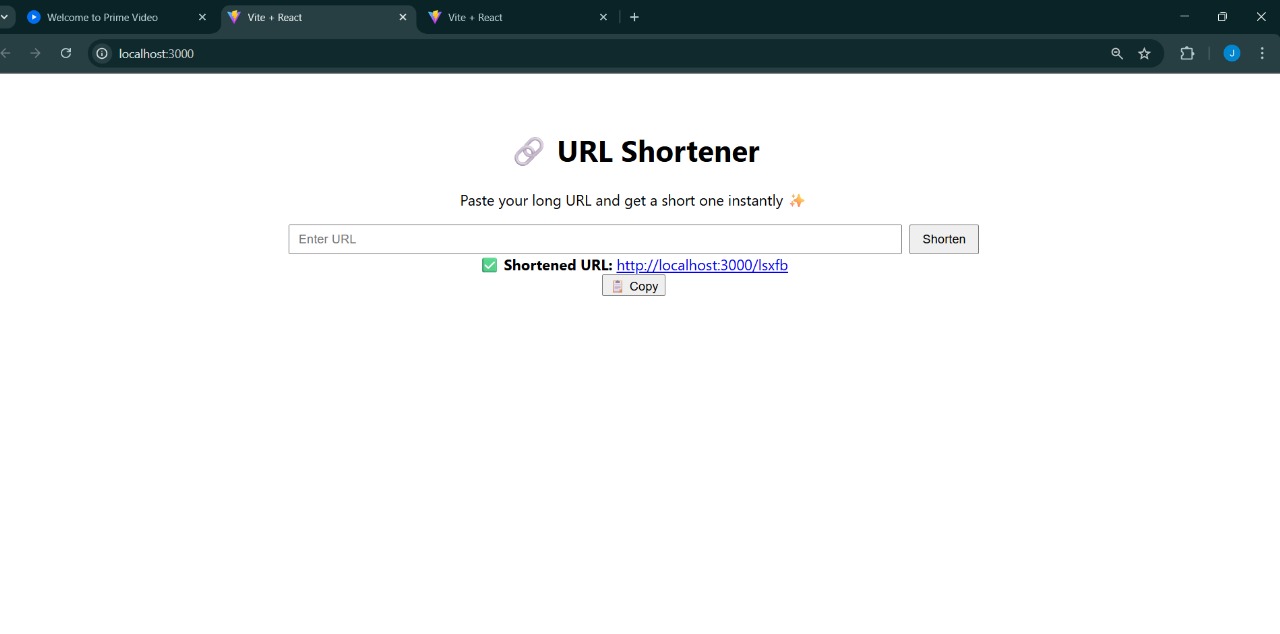 Welcome to Prime Video
Vite + React
Vite + React
localhost:3000
J
🔗 URL Shortener
Paste your long URL and get a short one instantly ✨
Enter URL
Shorten
✅ Shortened URL: http://localhost:3000/lsxfb
📋 Copy